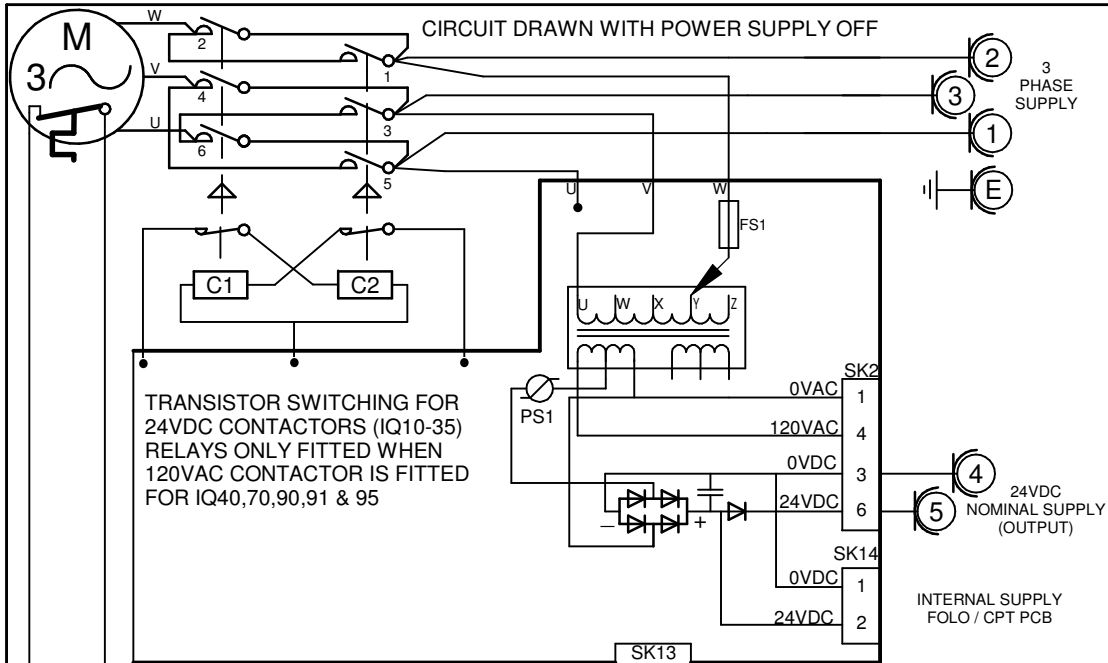 CIRCUIT DRAWN WITH POWER SUPPLY OFF
M
3
W
V
U
2
4
6
1
3
5
2
3
1
E
3
PHASE
SUPPLY
U
V
W
FS1
C1
C2
U
W
X
Y
Z
TRANSISTOR SWITCHING FOR
24VDC CONTACTORS (IQ10-35)
RELAYS ONLY FITTED WHEN
120VAC CONTACTOR IS FITTED
FOR IQ40,70,90,91 & 95
PS1
SK2
0VAC 1
120VAC 4
0VDC 3
24VDC 6
− +
4
5
24VDC
NOMINAL SUPPLY
(OUTPUT)
SK14
0VDC 1
24VDC 2
INTERNAL SUPPLY
FOLO / CPT PCB
SK13